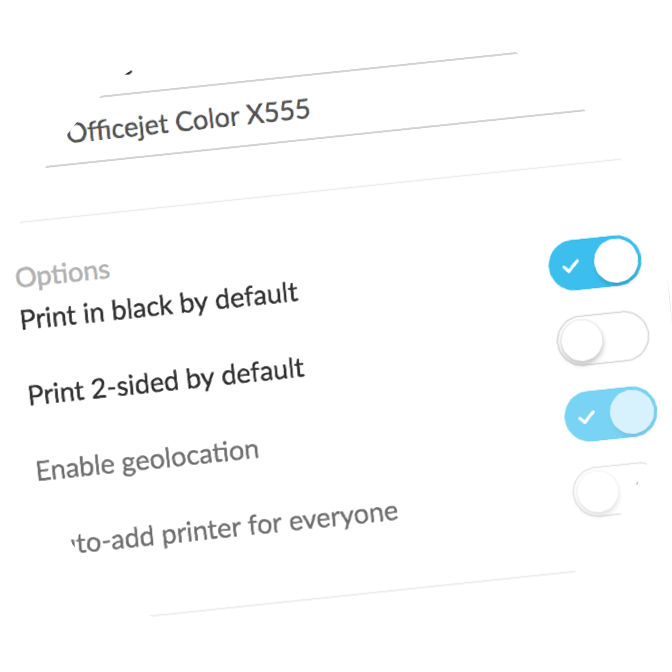 Officejet Color X555
Options
Print in black by default
Print 2-sided by default
Enable geolocation
to-add printer for everyone